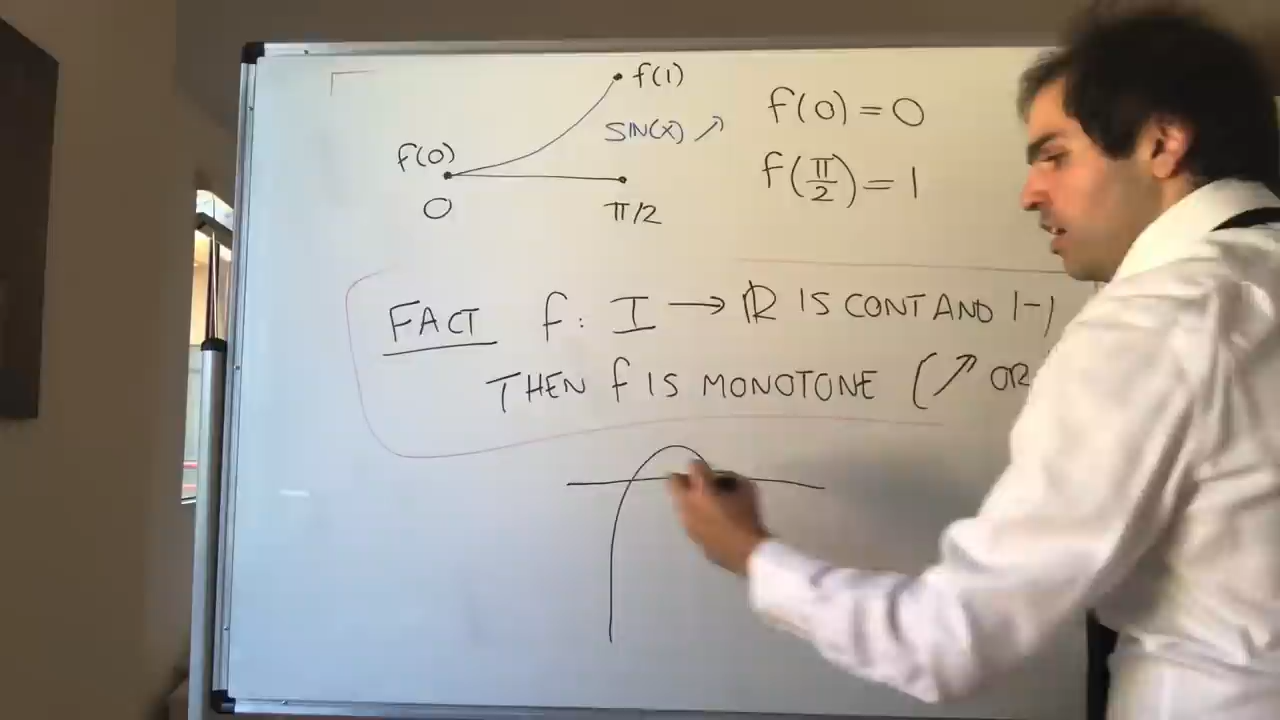 f(1)
SIN(X) ↗
f(0)
0
π/2
f(0) = 0
f(π/2) = 1
FACT f: I → ℝ IS CONT AND 1-1
THEN f IS MONOTONE (↗ OR